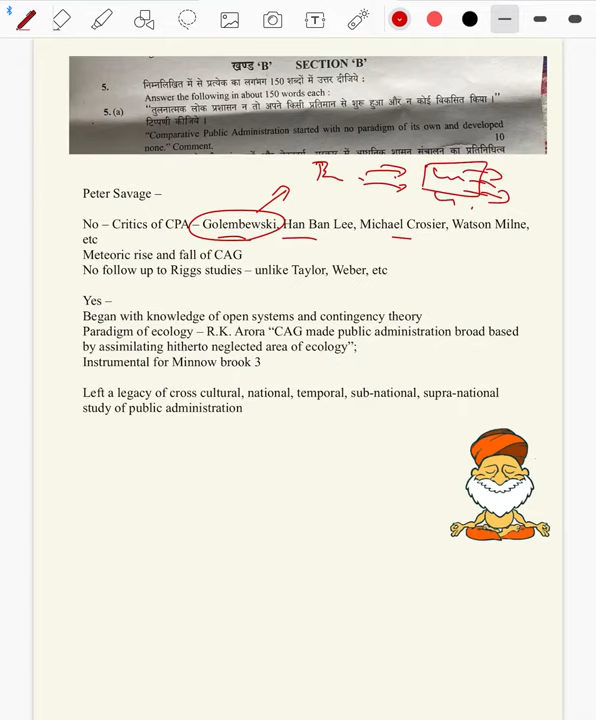 खण्ड 'B' SECTION 'B'
5. निम्नलिखित में से प्रत्येक का लगभग 150 शब्दों में उत्तर दीजिये :
Answer the following in about 150 words each :
5. (a) "तुलनात्मक लोक प्रशासन न तो अपने किसी प्रतिमान से शुरू हुआ और न कोई विकसित किया ।"
टिप्पणी कीजिये ।
"Comparative Public Administration started with no paradigm of its own and developed
none." Comment. 10
आधुनिक शासन संचालन का प्रतिनिधित्व
Peter Savage –
No – Critics of CPA – Golembewski, Han Ban Lee, Michael Crosier, Watson Milne,
etc
Meteoric rise and fall of CAG
No follow up to Riggs studies – unlike Taylor, Weber, etc
Yes –
Began with knowledge of open systems and contingency theory
Paradigm of ecology – R.K. Arora "CAG made public administration broad based
by assimilating hitherto neglected area of ecology";
Instrumental for Minnow brook 3
Left a legacy of cross cultural, national, temporal, sub-national, supra-national
study of public administration